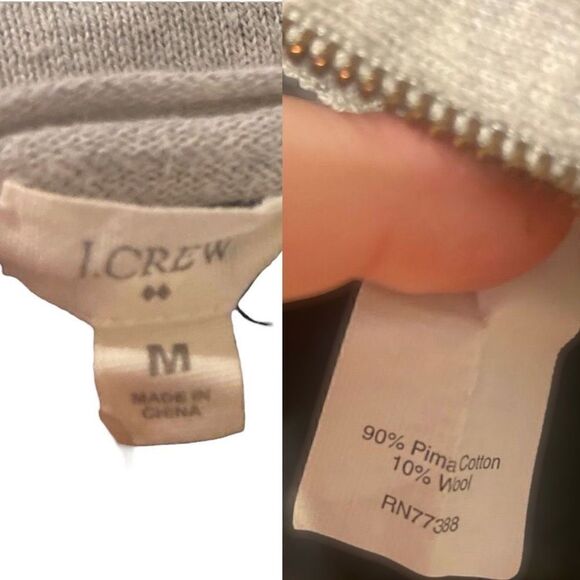 J.CREW
M
MADE IN
CHINA
90% Pima Cotton
10% Wool
RN77388